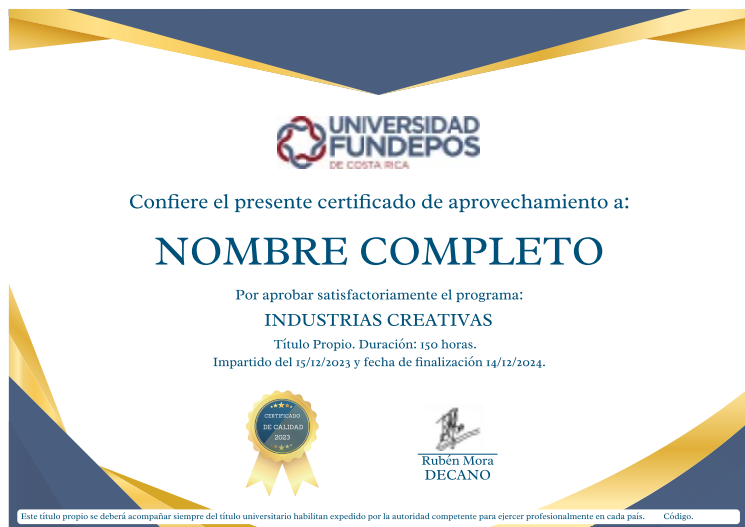 UNIVERSIDAD
FUNDEPOS
DE COSTA RICA
Confiere el presente certificado de aprovechamiento a:
NOMBRE COMPLETO
Por aprobar satisfactoriamente el programa:
INDUSTRIAS CREATIVAS
Título Propio. Duración: 150 horas.
Impartido del 15/12/2023 y fecha de finalización 14/12/2024.
CERTIFICADO
DE CALIDAD
2023
Rubén Mora
DECANO
Este título propio se deberá acompañar siempre del título universitario habilitan expedido por la autoridad competente para ejercer profesionalmente en cada país. Código.